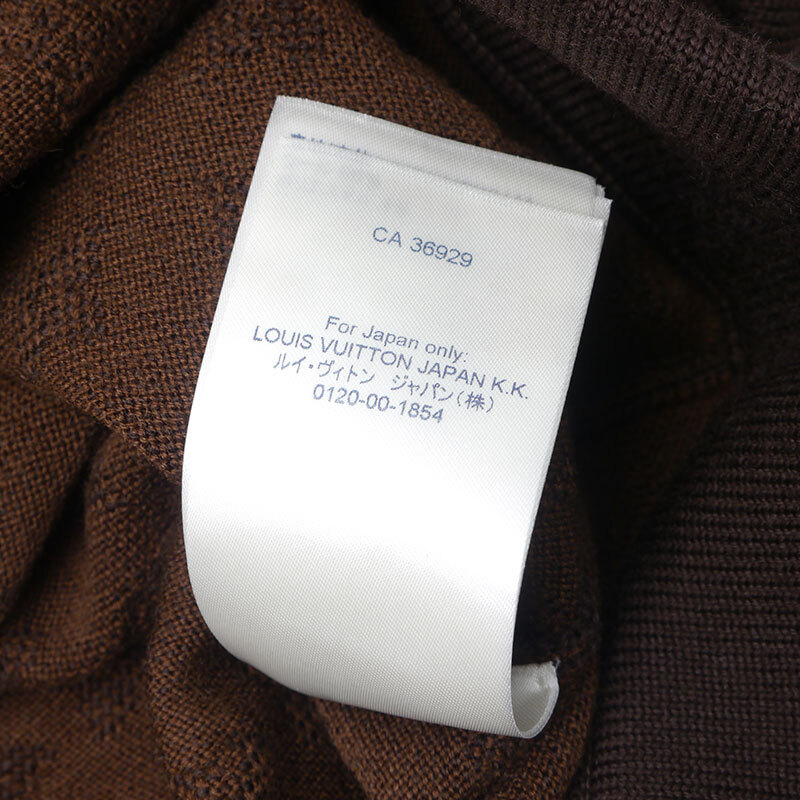 CA 36929
For Japan only:
LOUIS VUITTON JAPAN K.K.
ルイ・ヴィトン ジャパン(株)
0120-00-1854